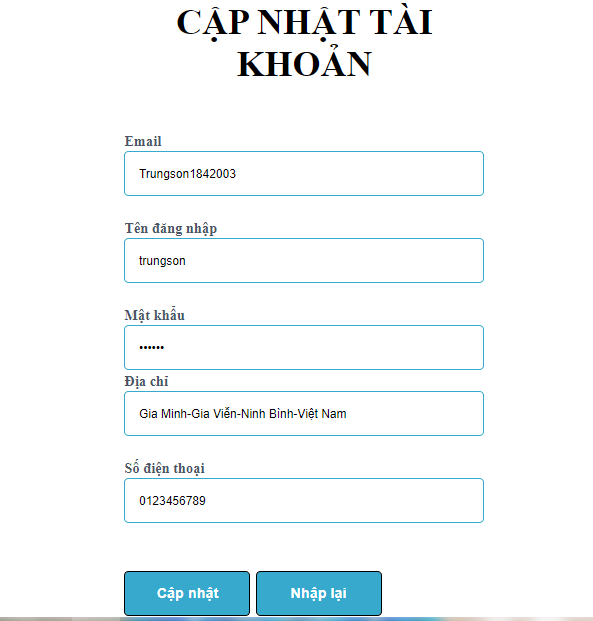 CẬP NHẬT TÀI
KHOẢN
Email
Trungson1842003
Tên đăng nhập
trungson
Mật khẩu
••••••
Địa chỉ
Gia Minh-Gia Viễn-Ninh Bình-Việt Nam
Số điện thoại
0123456789
Cập nhật Nhập lại